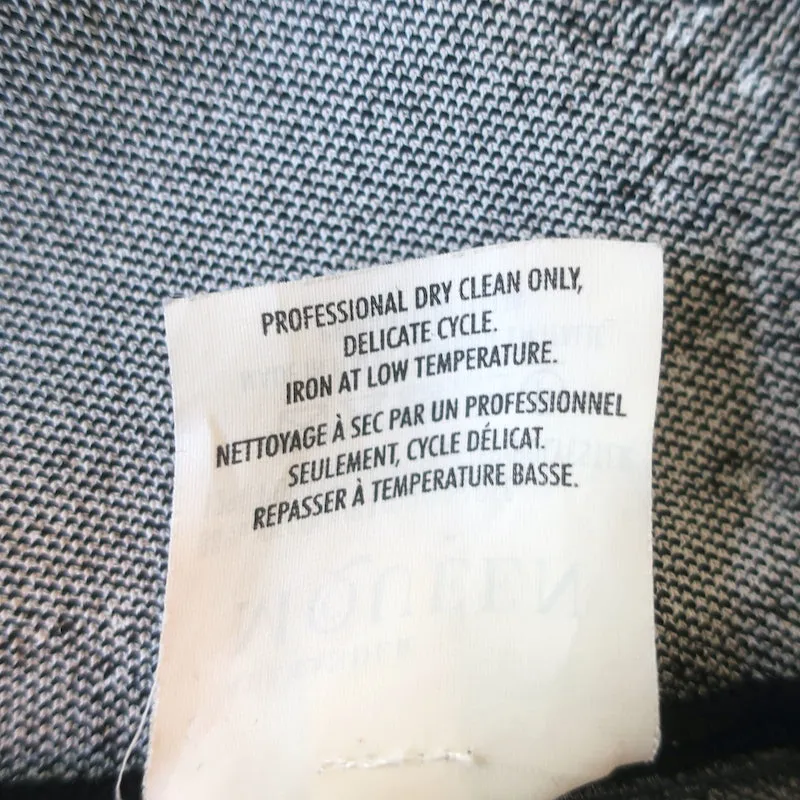 PROFESSIONAL DRY CLEAN ONLY,
DELICATE CYCLE.
IRON AT LOW TEMPERATURE.
NETTOYAGE À SEC PAR UN PROFESSIONNEL
SEULEMENT, CYCLE DÉLICAT.
REPASSER À TEMPERATURE BASSE.